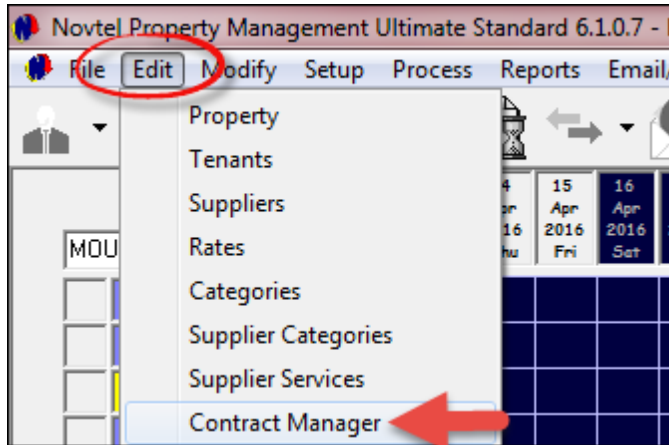 Novtel Property Management Ultimate Standard 6.1.0.7 -
File Edit Modify Setup Process Reports Email/
Property
Tenants
Suppliers
Rates
Categories
Supplier Categories
Supplier Services
Contract Manager
15
Apr
2016
Fri
16
Apr
2016
Sat
MOU